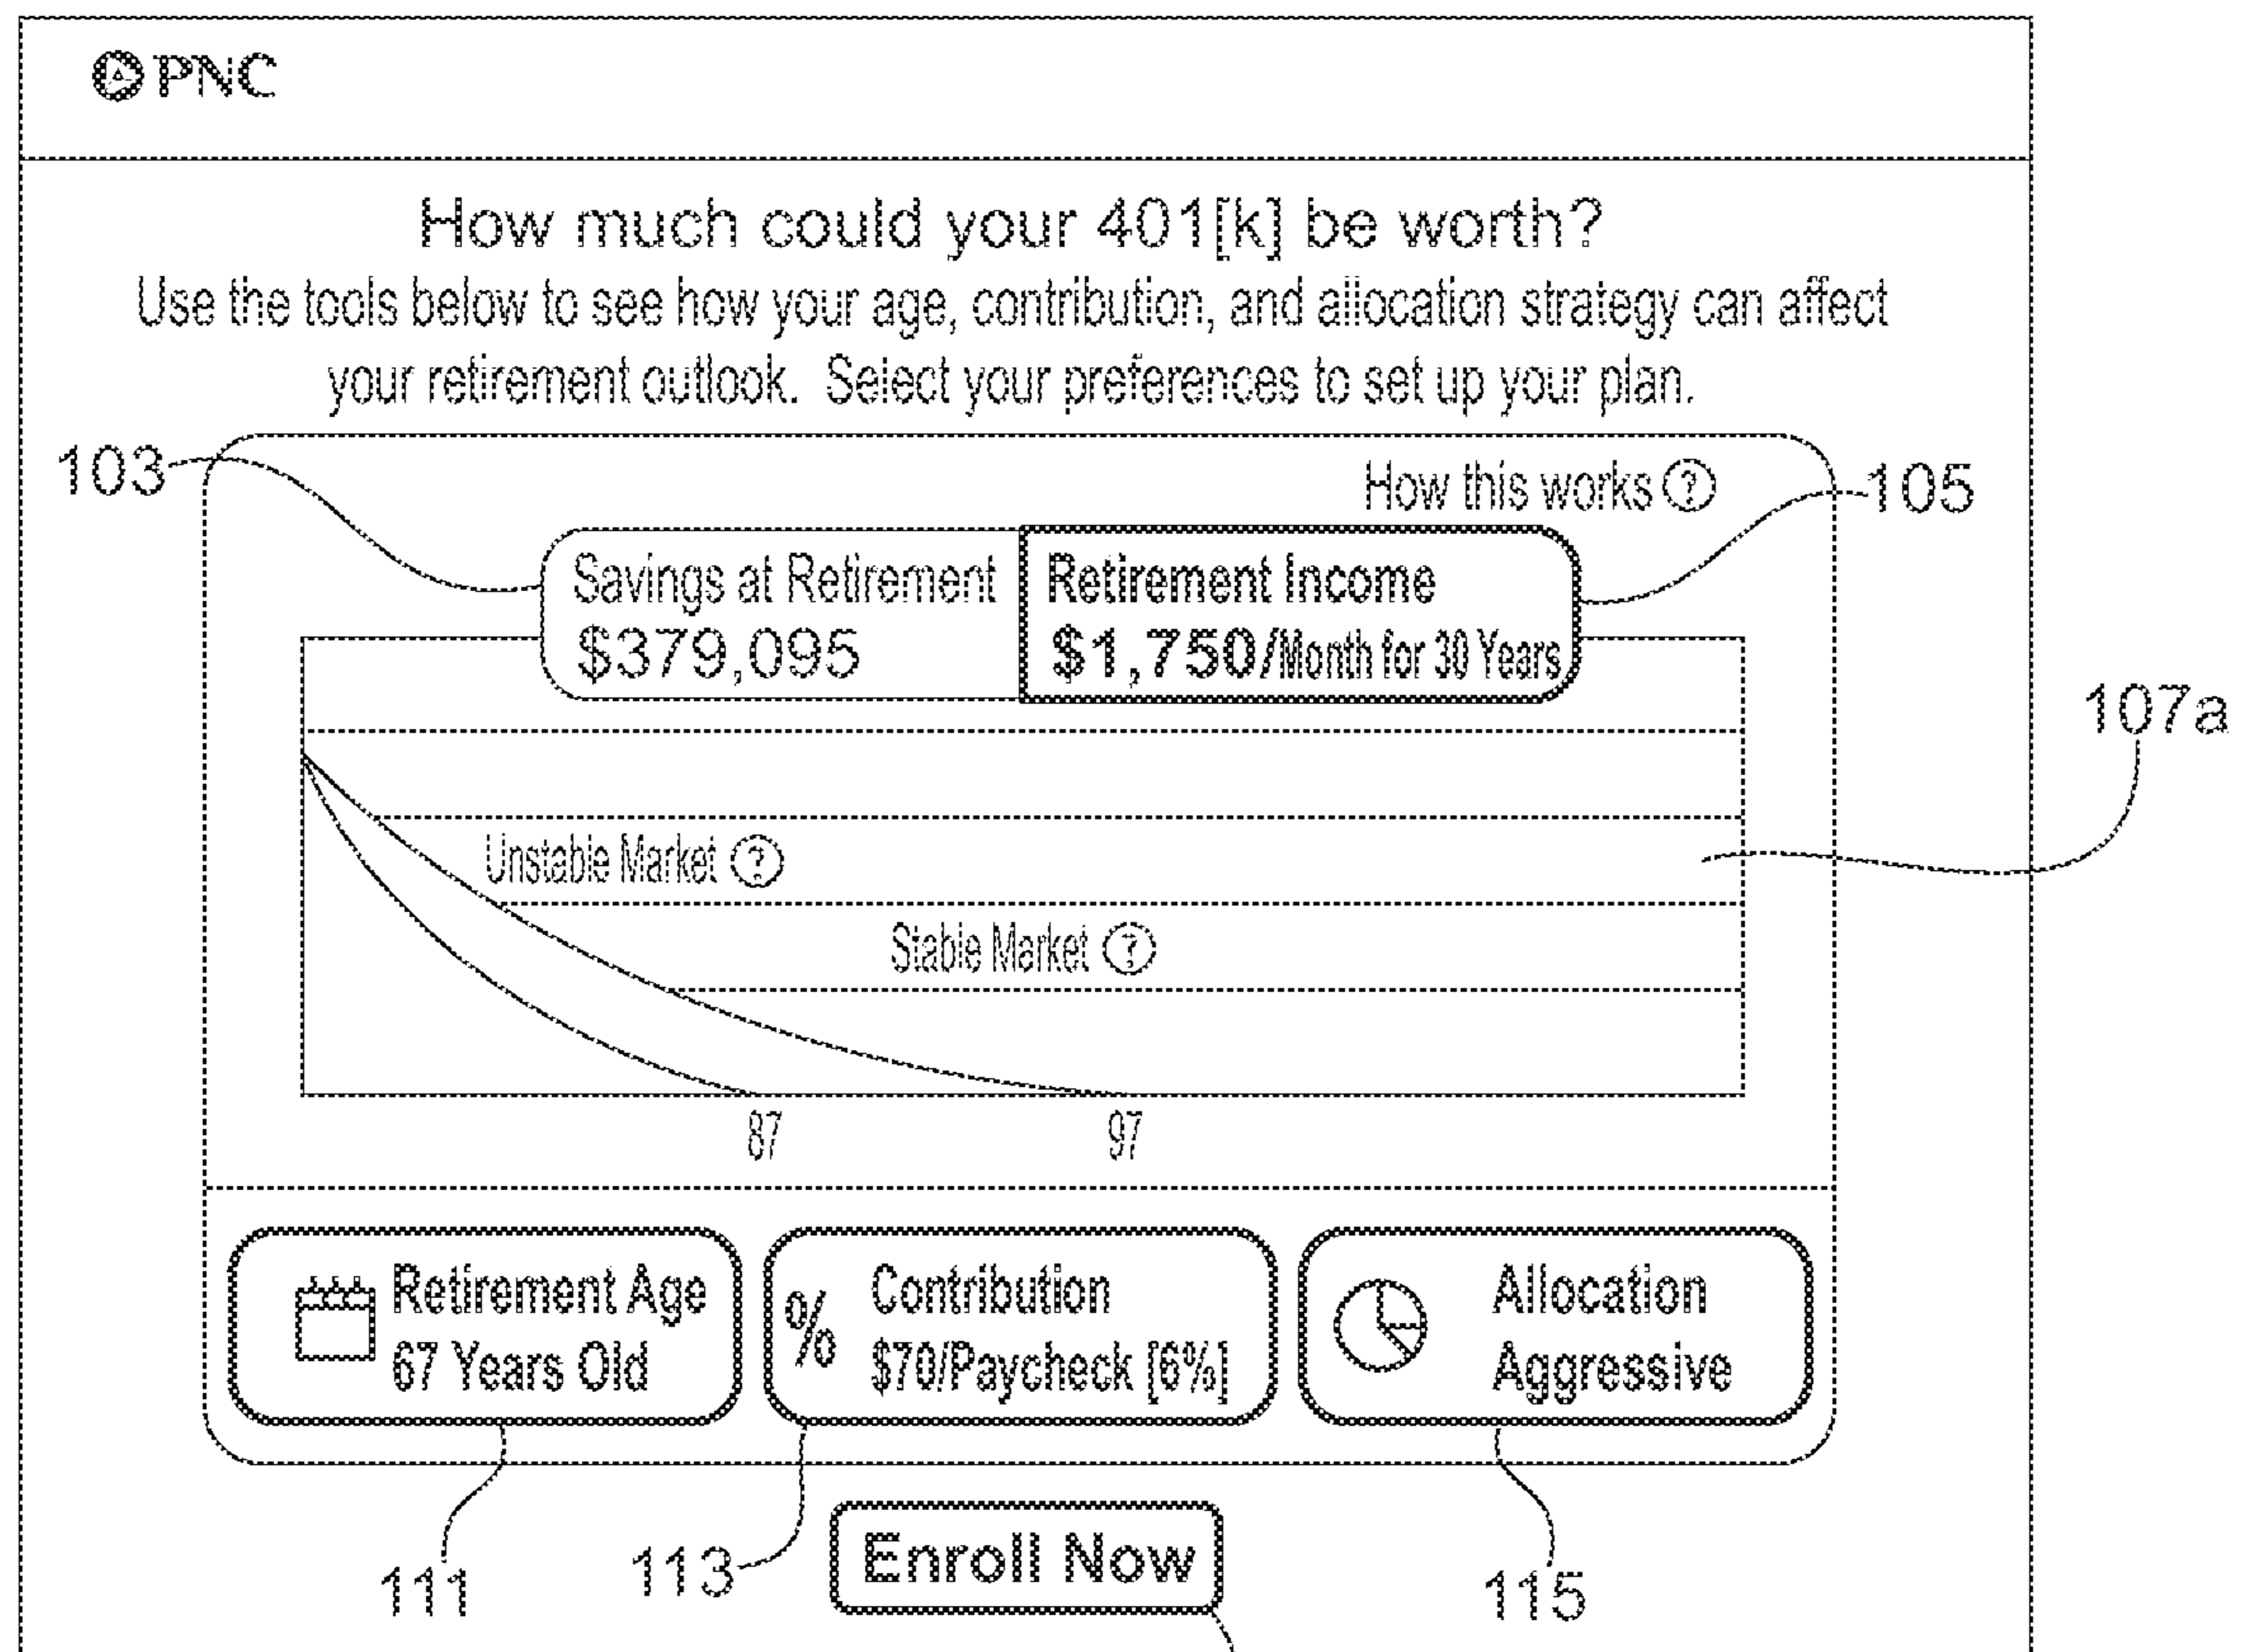 PNC
How much could your 401[k] be worth?
Use the tools below to see how your age, contribution, and allocation strategy can affect
your retirement outlook. Select your preferences to set up your plan.
103
How this works ?
105
Savings at Retirement
$379,095
Retirement Income
$1,750/Month for 30 Years
107a
Unstable Market ?
Stable Market ?
87
97
Retirement Age
67 Years Old
% Contribution
$70/Paycheck [6%]
Allocation
Aggressive
111
113
Enroll Now
115